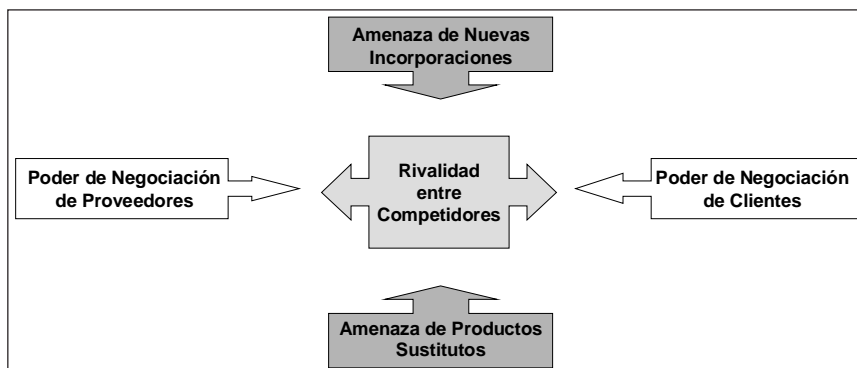 Amenaza de Nuevas
Incorporaciones
Poder de Negociación
de Proveedores
Rivalidad
entre
Competidores
Poder de Negociación
de Clientes
Amenaza de Productos
Sustitutos